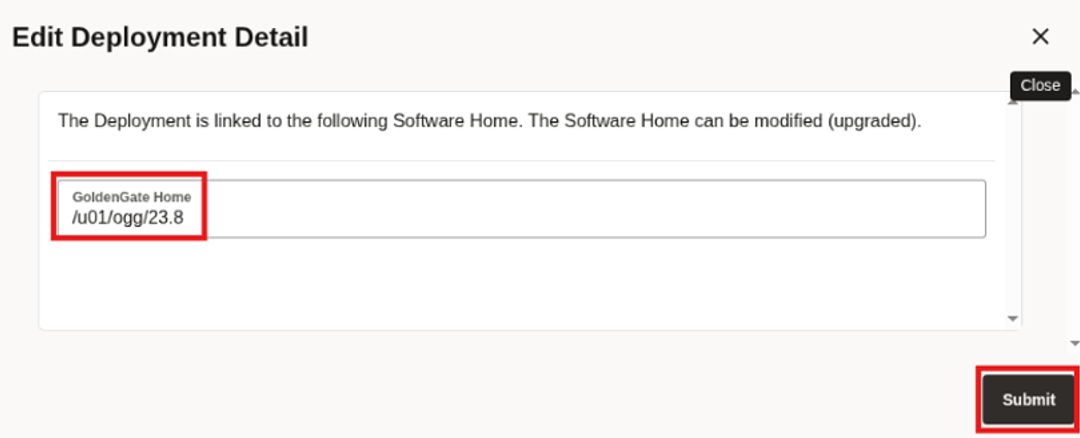 Edit Deployment Detail
Close
The Deployment is linked to the following Software Home. The Software Home can be modified (upgraded).
GoldenGate Home
/u01/ogg/23.8
Submit